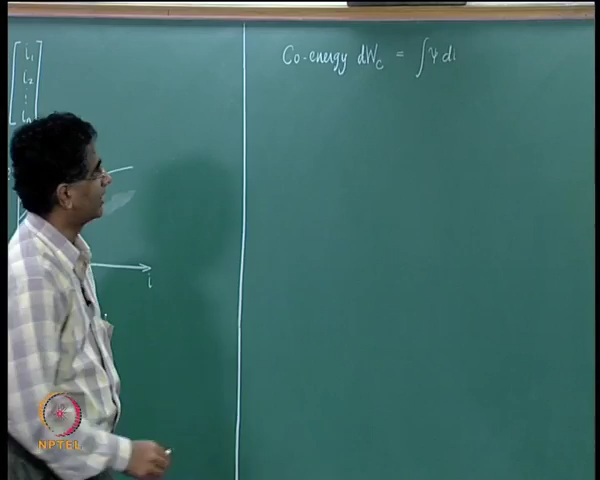 [i₁
i₂
⋮
iₙ]
i
Co-energy dW_c = ∫ψ di
NPTEL